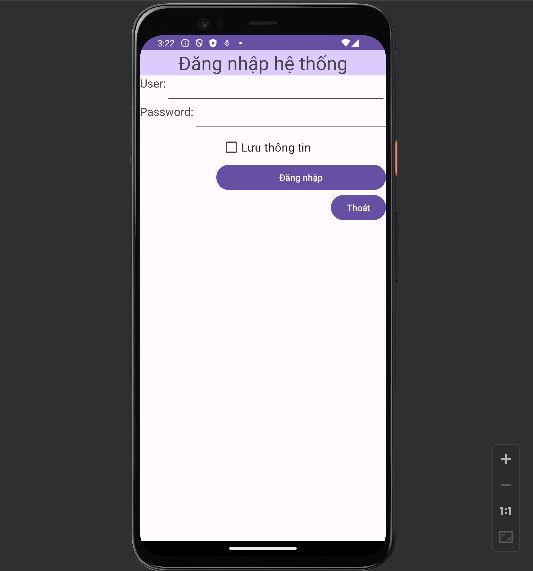 3:22
Đăng nhập hệ thống
User:
Password:
Lưu thông tin
Đăng nhập
Thoát
1:1